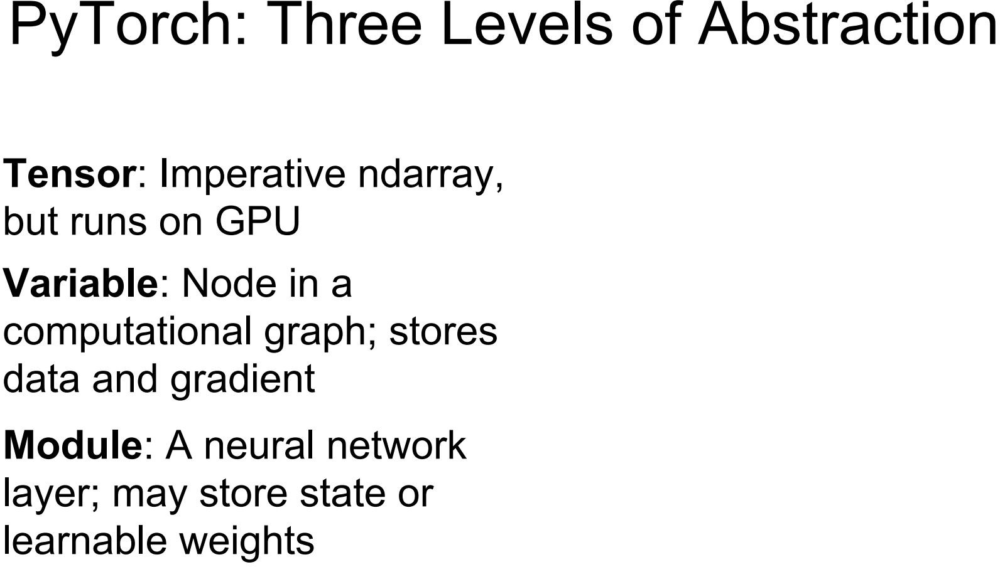 PyTorch: Three Levels of Abstraction
Tensor: Imperative ndarray,
but runs on GPU
Variable: Node in a
computational graph; stores
data and gradient
Module: A neural network
layer; may store state or
learnable weights